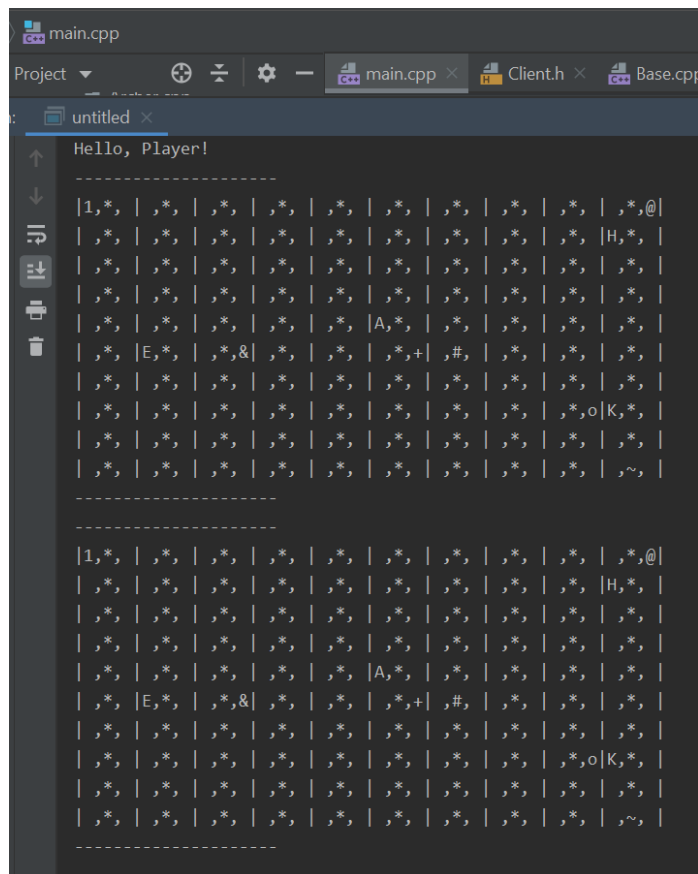 main.cpp
Project main.cpp Client.h Base.cpp
untitled
Hello, Player!
---------------------
|1,*, | ,*, | ,*, | ,*, | ,*, | ,*, | ,*, | ,*, | ,*, | ,*,@|
| ,*, | ,*, | ,*, | ,*, | ,*, | ,*, | ,*, | ,*, | ,*, |H,*, |
| ,*, | ,*, | ,*, | ,*, | ,*, | ,*, | ,*, | ,*, | ,*, | ,*, |
| ,*, | ,*, | ,*, | ,*, | ,*, | ,*, | ,*, | ,*, | ,*, | ,*, |
| ,*, | ,*, | ,*, | ,*, | ,*, |A,*, | ,*, | ,*, | ,*, | ,*, |
| ,*, |E,*, | ,*,&| ,*, | ,*, | ,*,+| ,#, | ,*, | ,*, | ,*, |
| ,*, | ,*, | ,*, | ,*, | ,*, | ,*, | ,*, | ,*, | ,*, | ,*, |
| ,*, | ,*, | ,*, | ,*, | ,*, | ,*, | ,*, | ,*, | ,*,o|K,*, |
| ,*, | ,*, | ,*, | ,*, | ,*, | ,*, | ,*, | ,*, | ,*, | ,*, |
| ,*, | ,*, | ,*, | ,*, | ,*, | ,*, | ,*, | ,*, | ,*, | ,~, |
---------------------
---------------------
|1,*, | ,*, | ,*, | ,*, | ,*, | ,*, | ,*, | ,*, | ,*, | ,*,@|
| ,*, | ,*, | ,*, | ,*, | ,*, | ,*, | ,*, | ,*, | ,*, |H,*, |
| ,*, | ,*, | ,*, | ,*, | ,*, | ,*, | ,*, | ,*, | ,*, | ,*, |
| ,*, | ,*, | ,*, | ,*, | ,*, | ,*, | ,*, | ,*, | ,*, | ,*, |
| ,*, | ,*, | ,*, | ,*, | ,*, |A,*, | ,*, | ,*, | ,*, | ,*, |
| ,*, |E,*, | ,*,&| ,*, | ,*, | ,*,+| ,#, | ,*, | ,*, | ,*, |
| ,*, | ,*, | ,*, | ,*, | ,*, | ,*, | ,*, | ,*, | ,*, | ,*, |
| ,*, | ,*, | ,*, | ,*, | ,*, | ,*, | ,*, | ,*, | ,*,o|K,*, |
| ,*, | ,*, | ,*, | ,*, | ,*, | ,*, | ,*, | ,*, | ,*, | ,*, |
| ,*, | ,*, | ,*, | ,*, | ,*, | ,*, | ,*, | ,*, | ,*, | ,~, |
---------------------